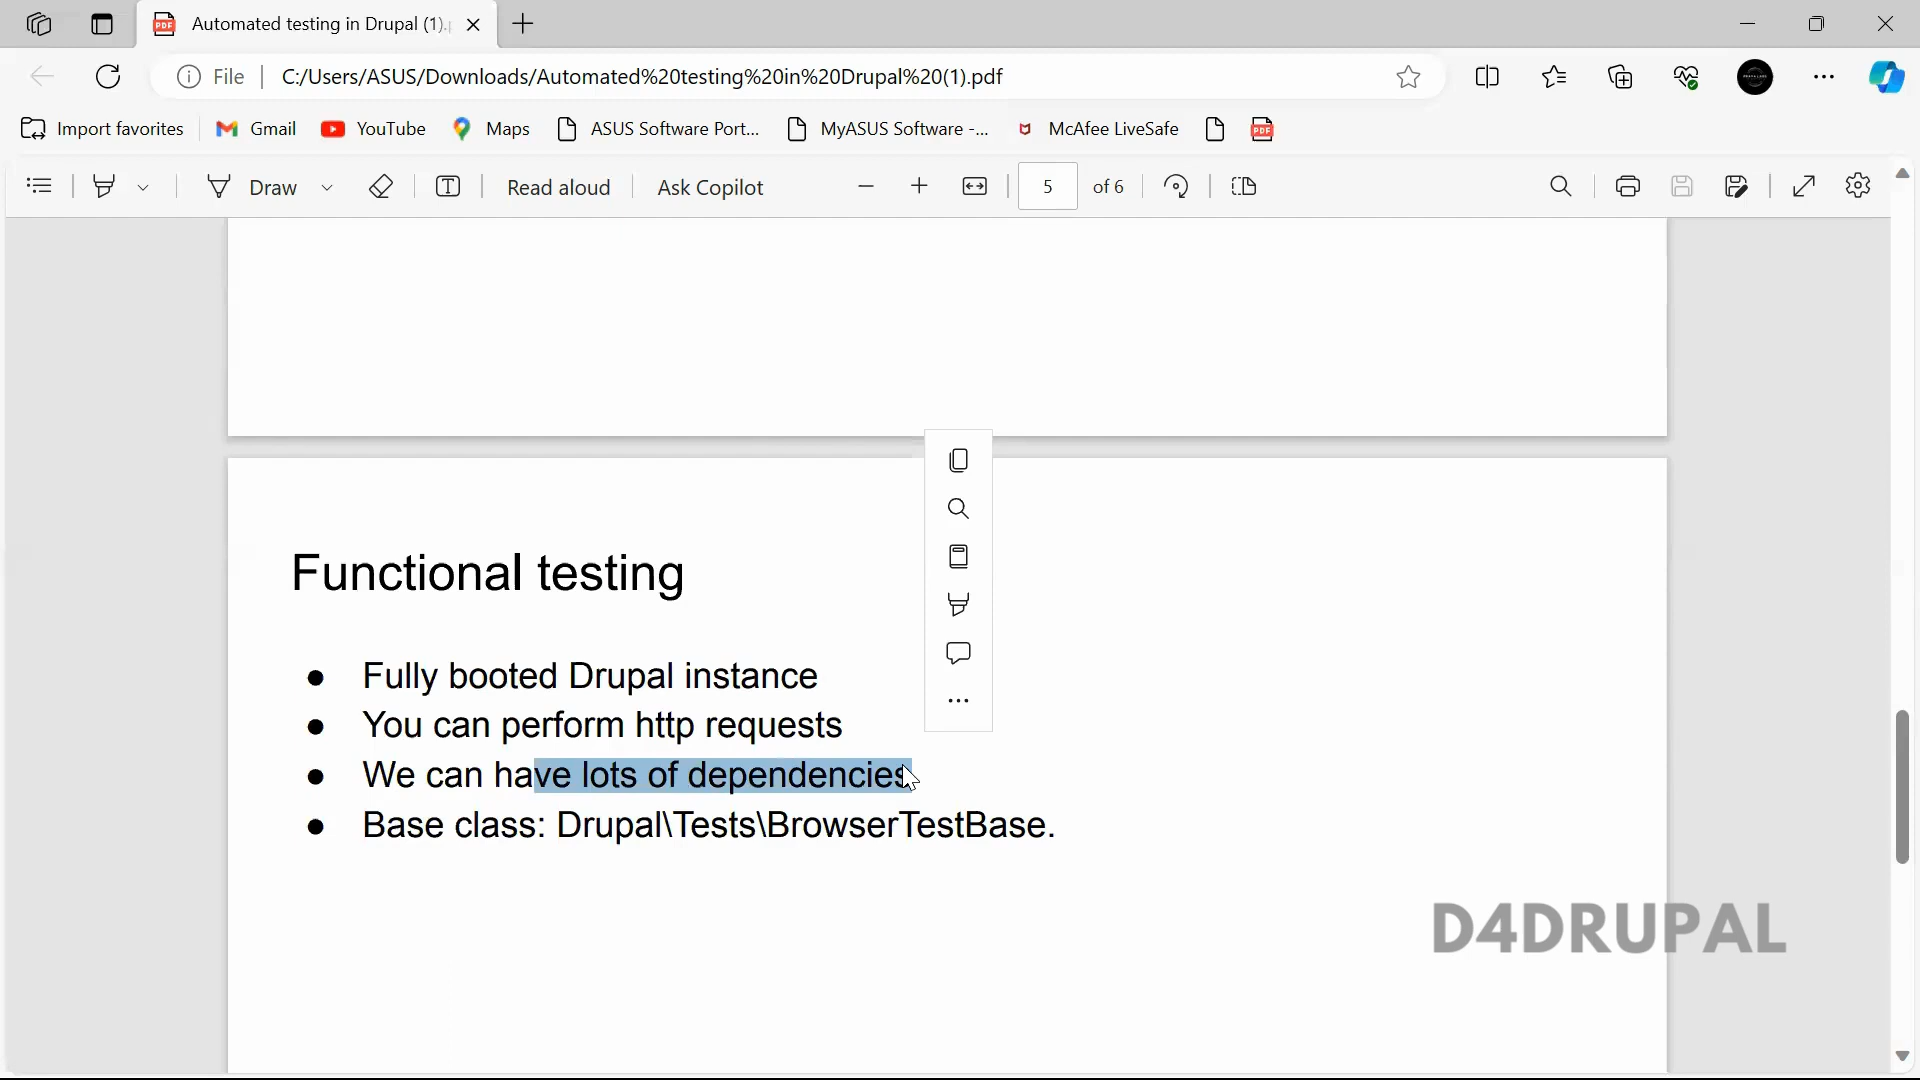 Automated testing in Drupal (1).
File
C:/Users/ASUS/Downloads/Automated%20testing%20in%20Drupal%20(1).pdf
Import favorites
Gmail
YouTube
Maps
ASUS Software Port...
MyASUS Software -...
McAfee LiveSafe
PDF
Draw
Read aloud
Ask Copilot
5
of 6
Functional testing
● Fully booted Drupal instance
● You can perform http requests
● We can have lots of dependencies
● Base class: Drupal\Tests\BrowserTestBase.
D4DRUPAL